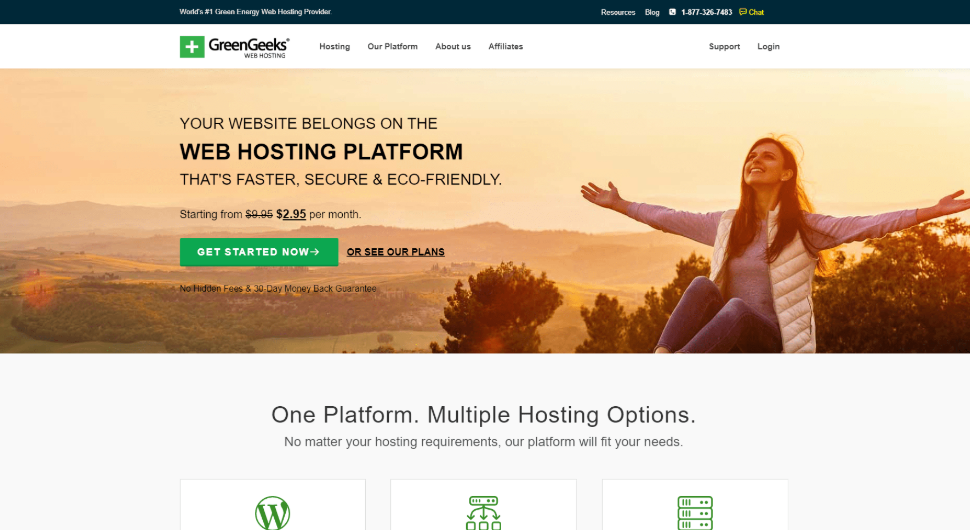 World's #1 Green Energy Web Hosting Provider.
Resources Blog 1-877-326-7483 Chat
GreenGeeks®
WEB HOSTING
Hosting Our Platform About us Affiliates Support Login
YOUR WEBSITE BELONGS ON THE
WEB HOSTING PLATFORM
THAT'S FASTER, SECURE & ECO-FRIENDLY.
Starting from $9.95 $2.95 per month.
GET STARTED NOW→ OR SEE OUR PLANS
No Hidden Fees & 30-Day Money Back Guarantee
One Platform. Multiple Hosting Options.
No matter your hosting requirements, our platform will fit your needs.